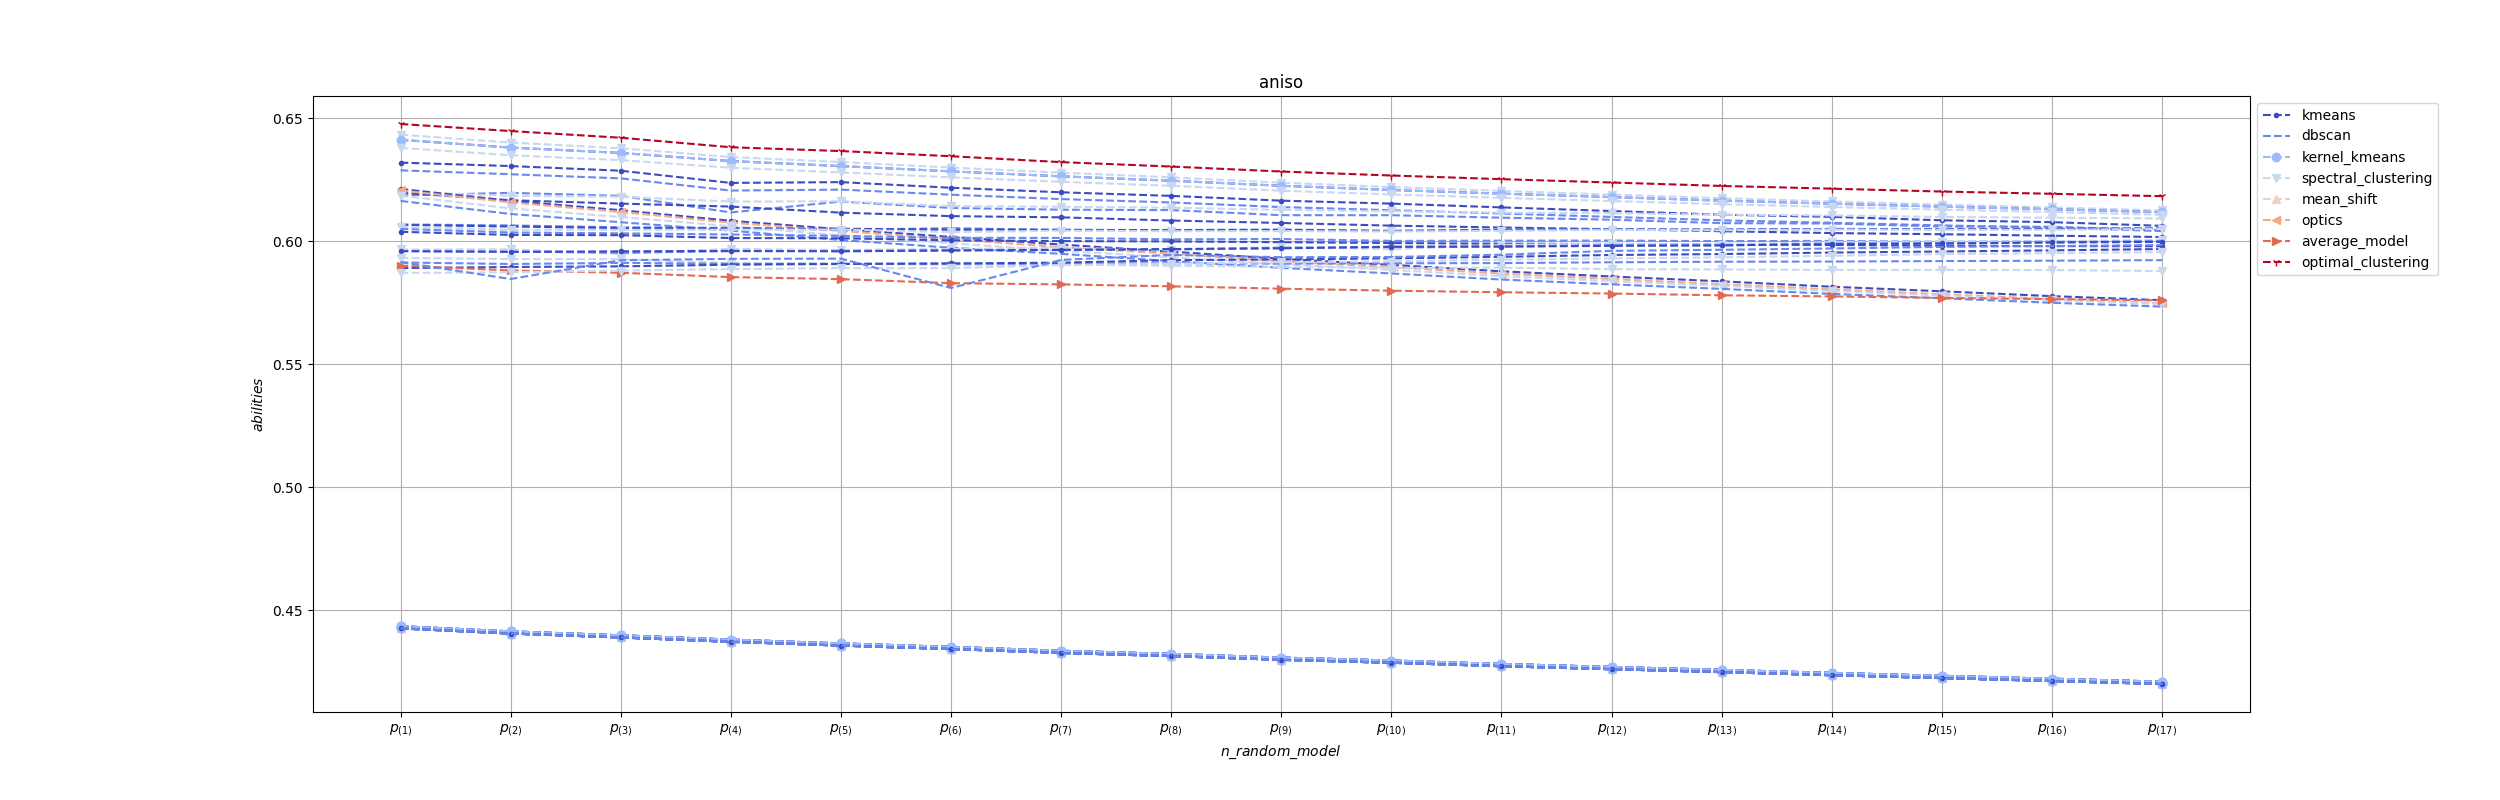 aniso
0.65
0.60
0.55
0.50
0.45
abilities
p(1) p(2) p(3) p(4) p(5) p(6) p(7) p(8) p(9) p(10) p(11) p(12) p(13) p(14) p(15) p(16) p(17)
n_random_model
kmeans
dbscan
kernel_kmeans
spectral_clustering
mean_shift
optics
average_model
optimal_clustering